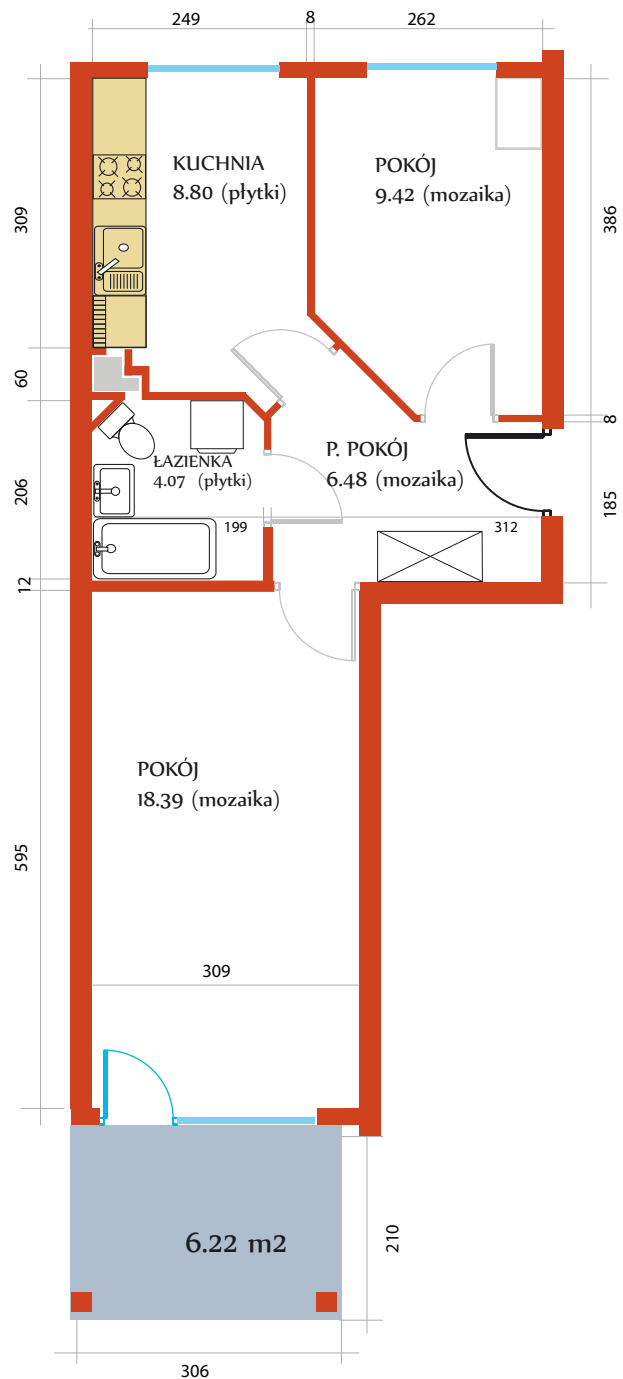 249
8
262
KUCHNIA
8.80 (płytki)
POKÓJ
9.42 (mozaika)
309
386
60
8
P. POKÓJ
6.48 (mozaika)
ŁAZIENKA
4.07 (płytki)
206
185
199
312
12
POKÓJ
18.39 (mozaika)
595
309
6.22 m2
210
306